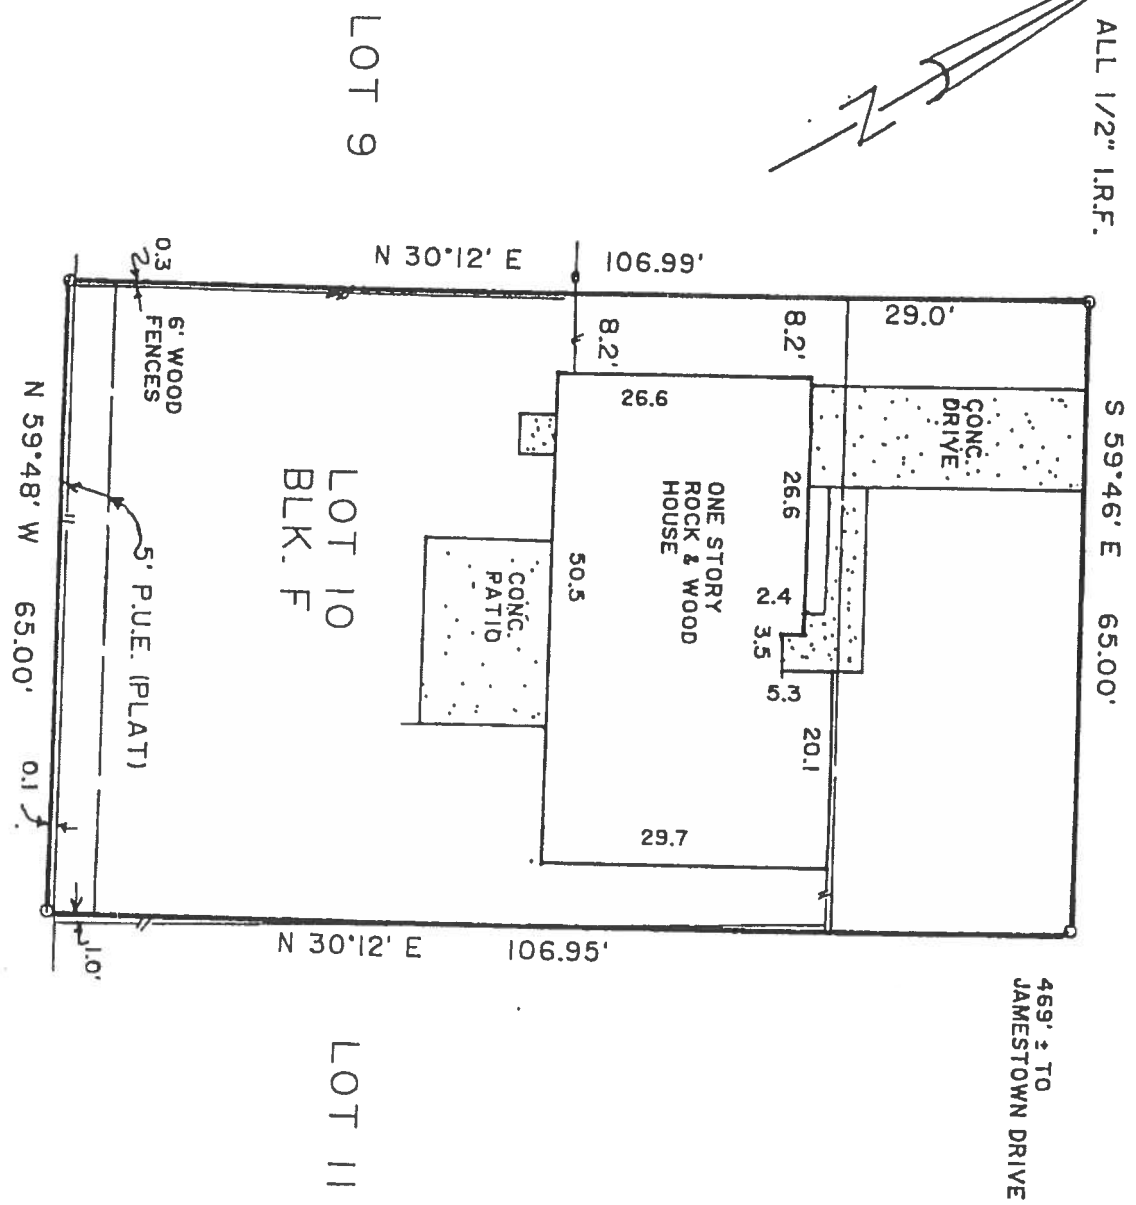 ALL 1/2" I.R.F.
S 59°46' E 65.00'
469' ± TO
JAMESTOWN DRIVE
29.0'
CONC.
DRIVE
8.2'
26.6
2.4
3.5
5.3
20.1
ONE STORY
ROCK & WOOD
HOUSE
26.6
29.7
8.2'
50.5
CONC.
PATIO
N 30°12' E 106.99'
N 30°12' E 106.95'
LOT 9
LOT 10
BLK. F
LOT 11
0.3
6' WOOD
FENCES
5' P.U.E. (PLAT)
1.0'
N 59°48' W 65.00'
0.1
N